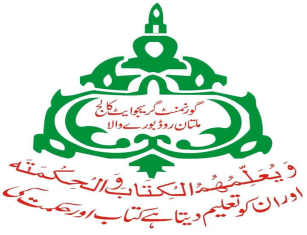 گورنمنٹ گریجوایٹ کالج
ملتان روڈ بورے والا
وَيُعَلِّمُهُمُ الْكِتَابَ وَالْحِكْمَتَه
اور ان کو تعلیم دیتا ہے کتاب اور حکمت کی